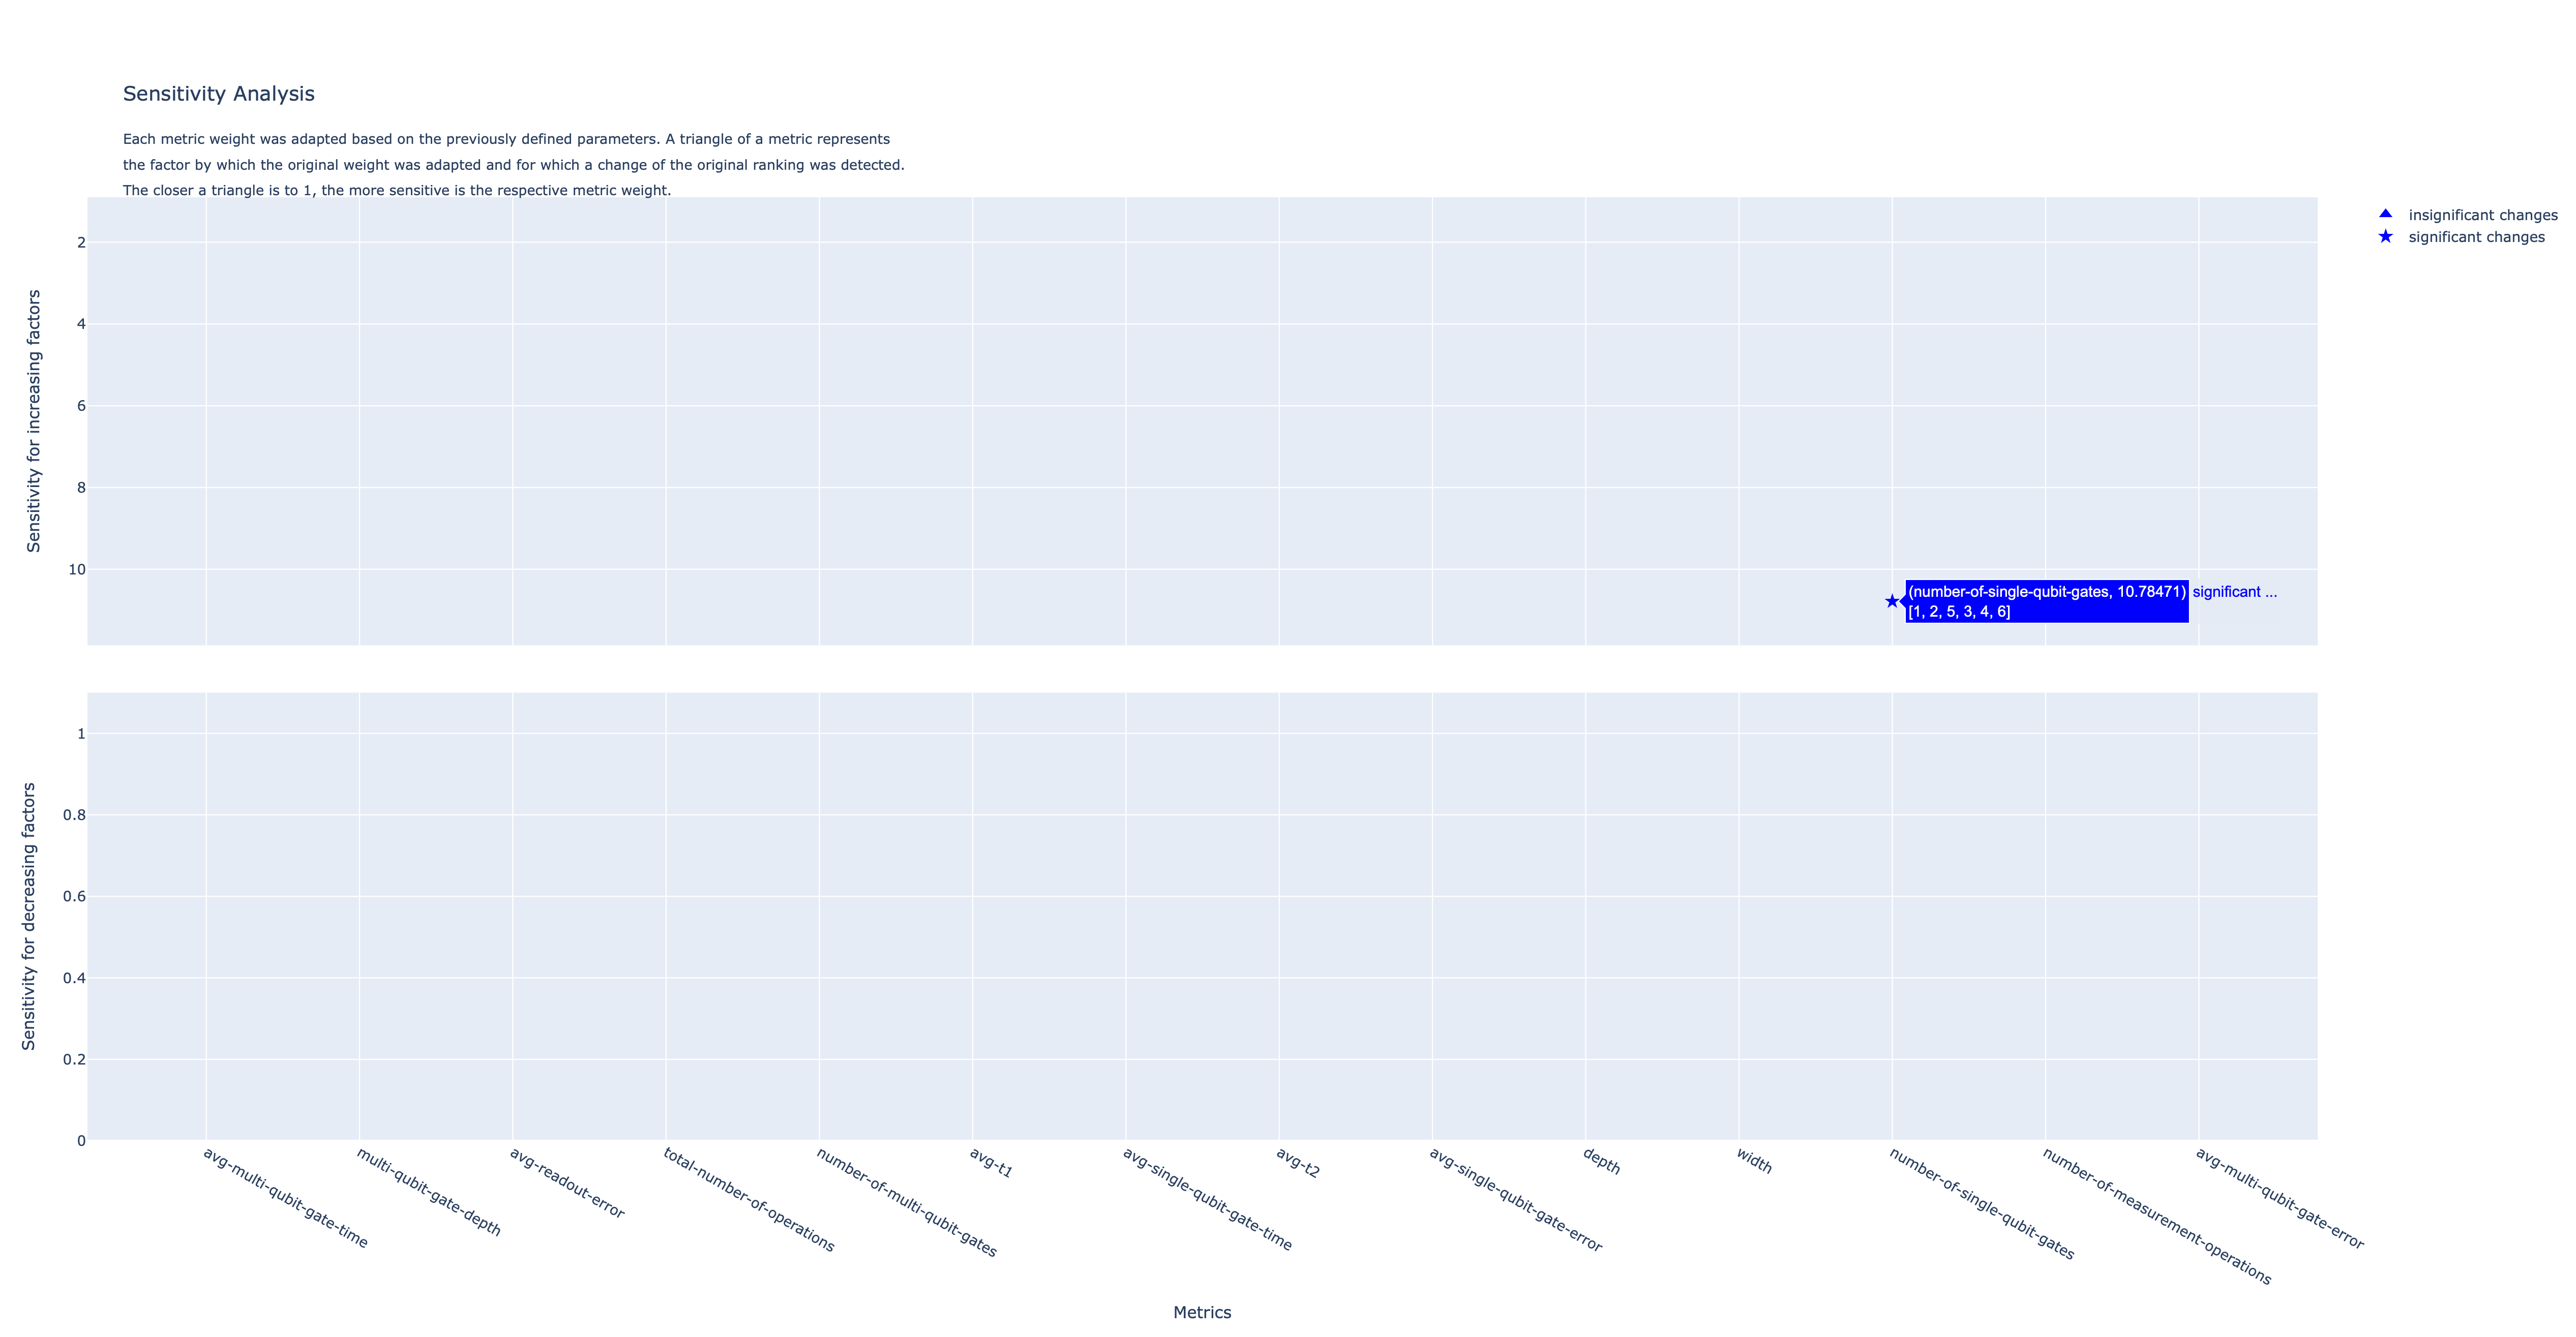 Sensitivity Analysis
Each metric weight was adapted based on the previously defined parameters. A triangle of a metric represents
the factor by which the original weight was adapted and for which a change of the original ranking was detected.
The closer a triangle is to 1, the more sensitive is the respective metric weight.
insignificant changes
significant changes
Sensitivity for increasing factors
2
4
6
8
10
(number-of-single-qubit-gates, 10.78471) significant ...
[1, 2, 5, 3, 4, 6]
Sensitivity for decreasing factors
1
0.8
0.6
0.4
0.2
0
avg-multi-qubit-gate-time
multi-qubit-gate-depth
avg-readout-error
total-number-of-operations
number-of-multi-qubit-gates
avg-t1
avg-single-qubit-gate-time
avg-t2
avg-single-qubit-gate-error
depth
width
number-of-single-qubit-gates
number-of-measurement-operations
avg-multi-qubit-gate-error
Metrics